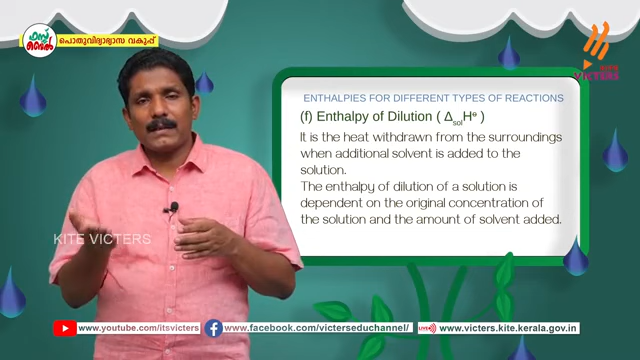 ഫസ്റ്റ് ബെൽ
പൊതുവിദ്യാഭ്യാസ വകുപ്പ്
VICTERS
ENTHALPIES FOR DIFFERENT TYPES OF REACTIONS
(f) Enthalpy of Dilution ( ΔsolH⊖ )
It is the heat withdrawn from the surroundings
when additional solvent is added to the
solution.
The enthalpy of dilution of a solution is
dependent on the original concentration of
the solution and the amount of solvent added.
KITE VICTERS
www.youtube.com/itsvicters
www.facebook.com/victerseduchannel/
LIVE
www.victers.kite.kerala.gov.in